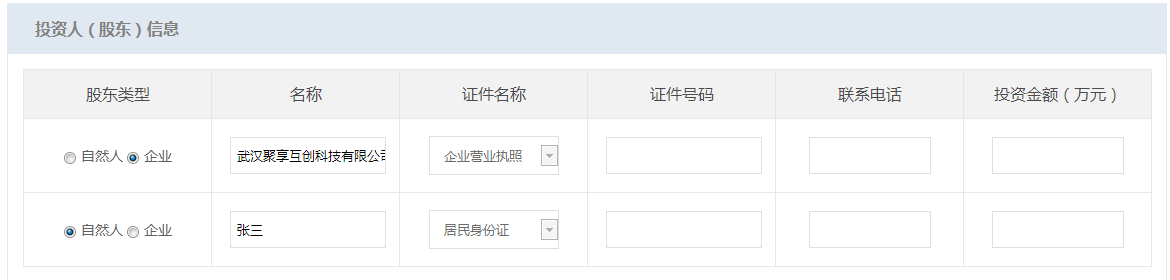 投资人（股东）信息
股东类型 名称 证件名称 证件号码 联系电话 投资金额（万元）
自然人 企业 武汉聚享互创科技有限公司 企业营业执照
自然人 企业 张三 居民身份证